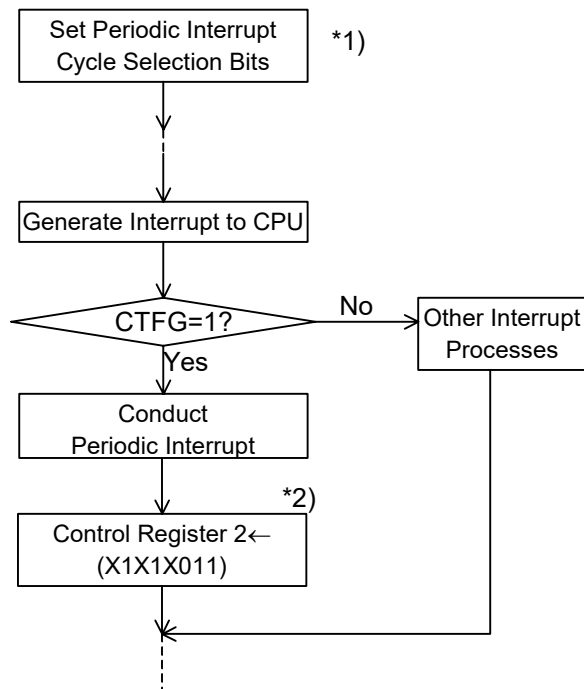 Set Periodic Interrupt
Cycle Selection Bits
*1)
Generate Interrupt to CPU
CTFG=1?
No
Other Interrupt
Processes
Yes
Conduct
Periodic Interrupt
*2)
Control Register 2←
(X1X1X011)